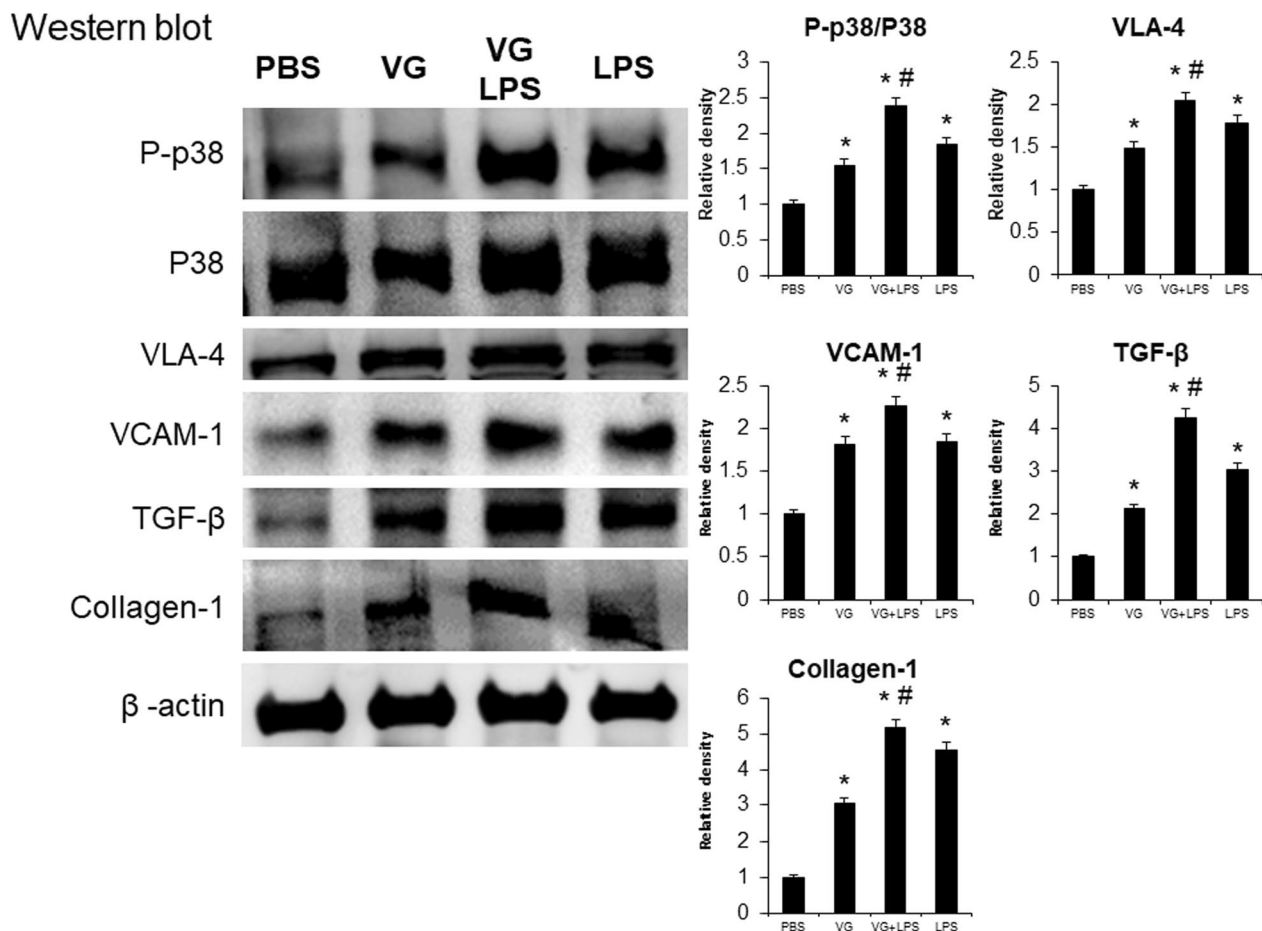 Western blot
PBS VG VG LPS LPS
P-p38
P38
VLA-4
VCAM-1
TGF-β
Collagen-1
β -actin
P-p38/P38
Relative density
3
2.5
2
1.5
1
0.5
0
*
* #
*
PBS VG VG+LPS LPS
VLA-4
Relative density
2.5
2
1.5
1
0.5
0
*
* #
*
PBS VG VG+LPS LPS
VCAM-1
Relative density
2.5
2
1.5
1
0.5
0
*
* #
*
PBS VG VG+LPS LPS
TGF-β
Relative density
5
4
3
2
1
0
*
* #
*
PBS VG VG+LPS LPS
Collagen-1
Relative density
6
5
4
3
2
1
0
*
* #
*
PBS VG VG+LPS LPS